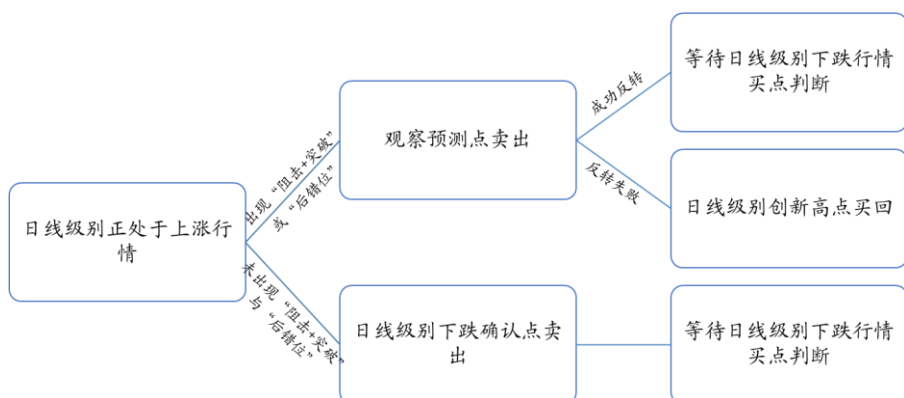 日线级别正处于上涨行
情
出现“阻击+突破”
或“后错位”
未出现“阻击+突破”
与“后错位”
观察预测点卖出
日线级别下跌确认点卖
出
成功反转
反转失败
等待日线级别下跌行情
买点判断
日线级别创新高点买回
等待日线级别下跌行情
买点判断